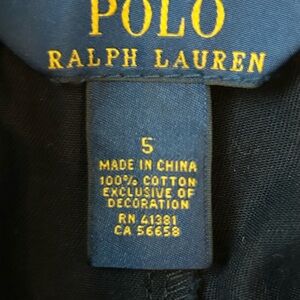 POLO
RALPH LAUREN
5
MADE IN CHINA
100% COTTON
EXCLUSIVE OF
DECORATION
RN 41381
CA 56658